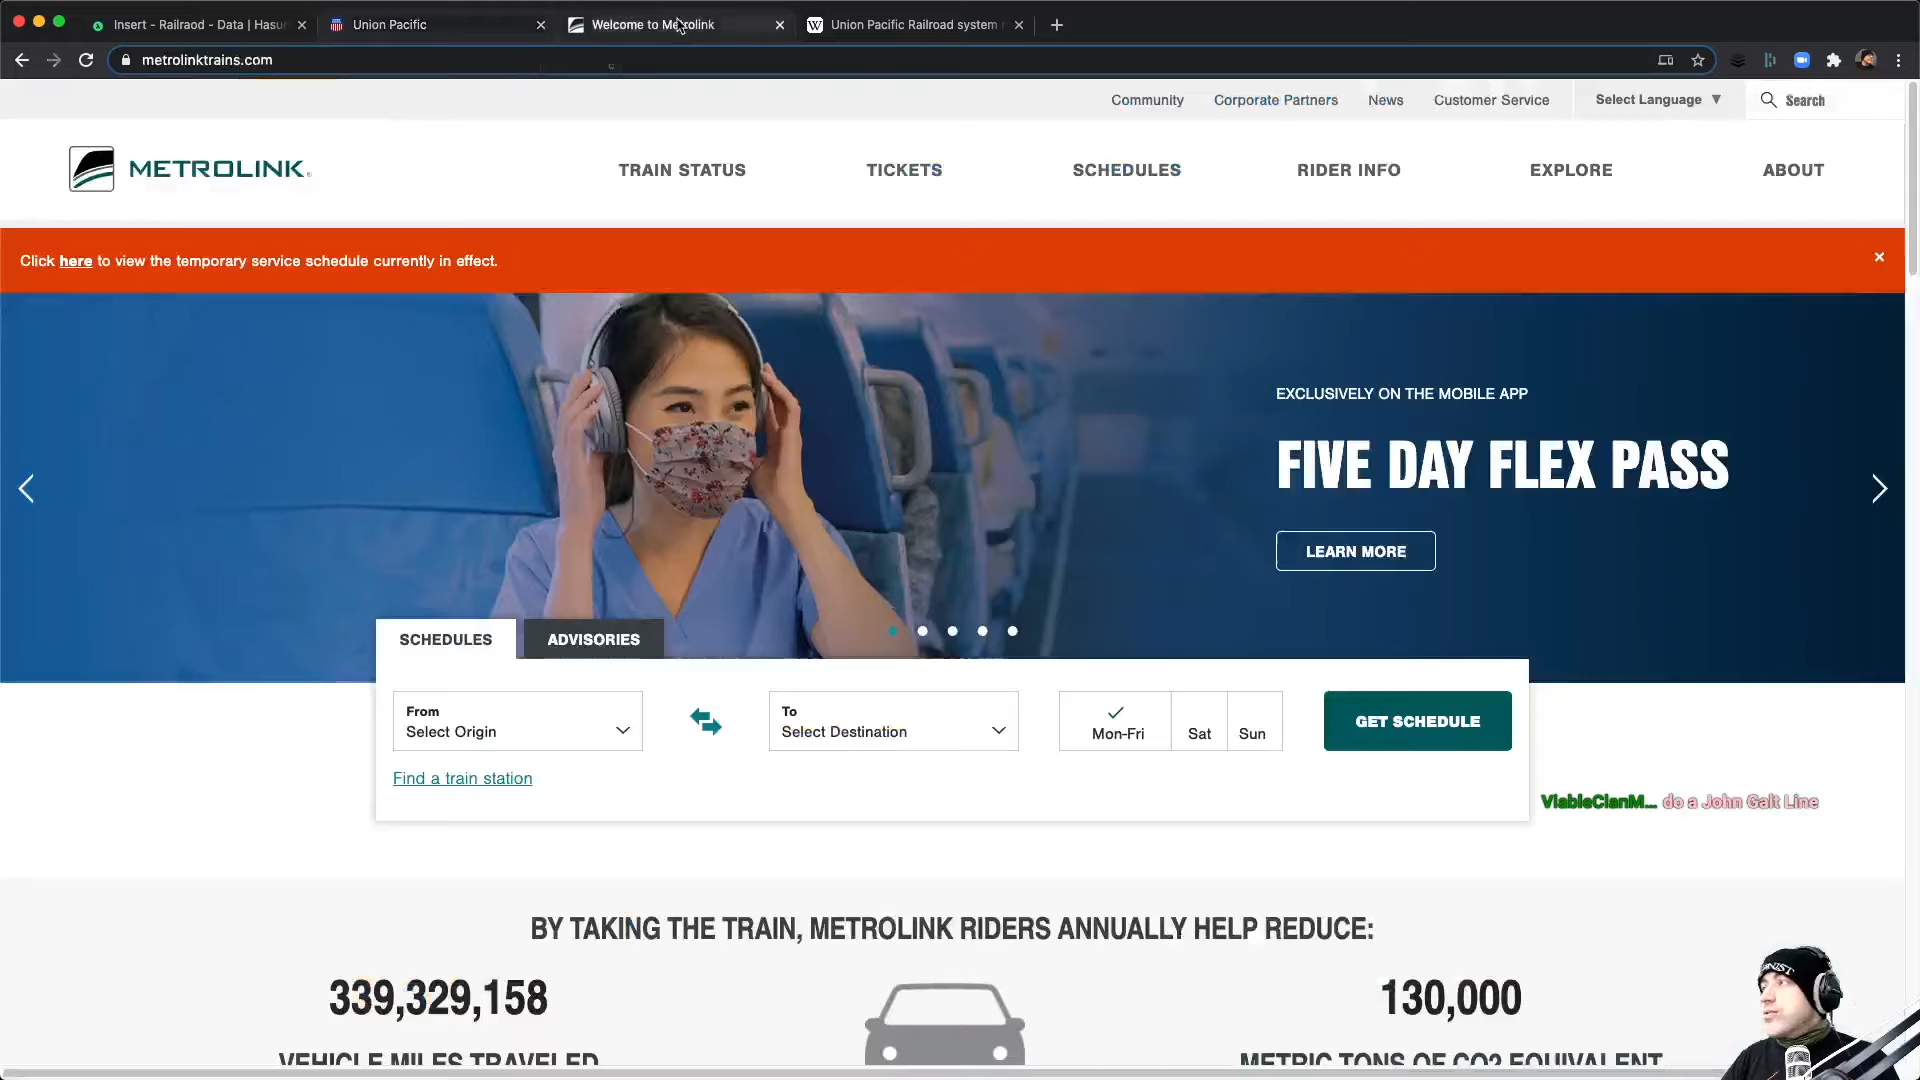 Insert - Railraod - Data | Hasu
Union Pacific
Welcome to Metrolink
Union Pacific Railroad system
metrolinktrains.com
Community
Corporate Partners
News
Customer Service
Select Language ▼
Search
METROLINK
TRAIN STATUS
TICKETS
SCHEDULES
RIDER INFO
EXPLORE
ABOUT
Click here to view the temporary service schedule currently in effect.
EXCLUSIVELY ON THE MOBILE APP
FIVE DAY FLEX PASS
LEARN MORE
SCHEDULES
ADVISORIES
From
Select Origin
To
Select Destination
Mon-Fri
Sat
Sun
GET SCHEDULE
Find a train station
ViableClanM... do a John Galt Line
BY TAKING THE TRAIN, METROLINK RIDERS ANNUALLY HELP REDUCE:
339,329,158
130,000
VEHICLE MILES TRAVELED
METRIC TONS OF CO2 EQUIVALENT